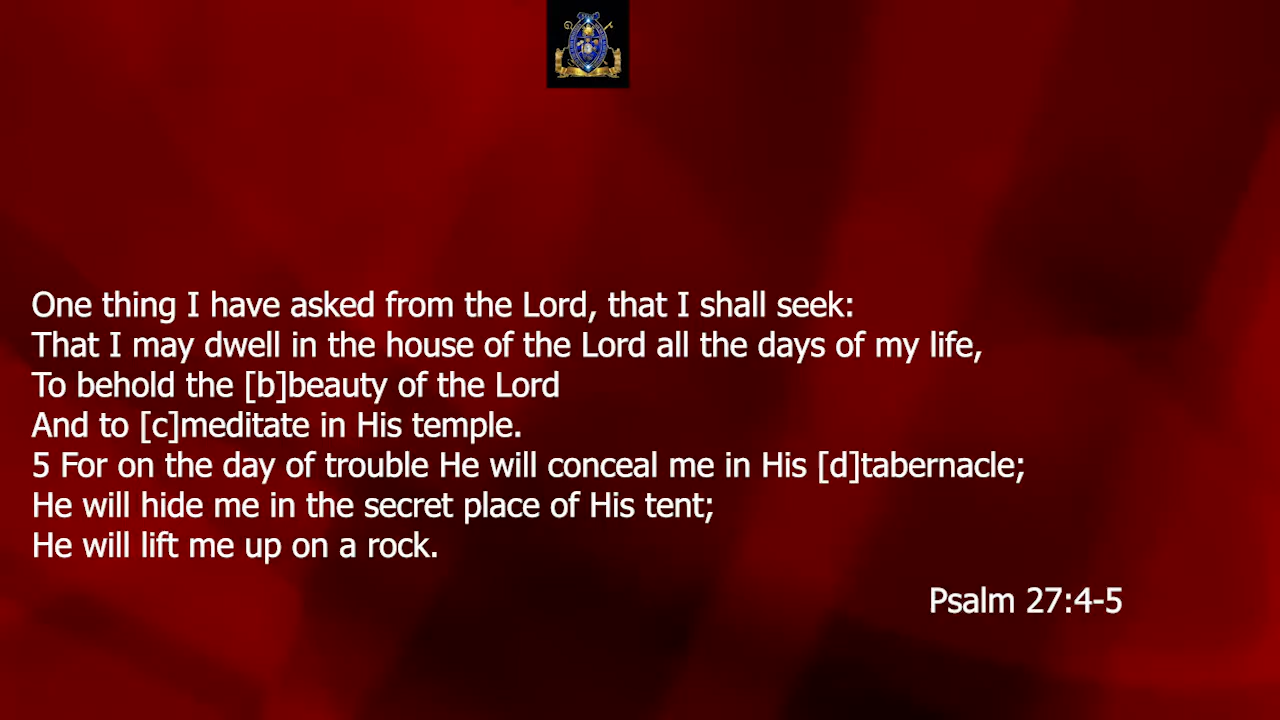 One thing I have asked from the Lord, that I shall seek:
That I may dwell in the house of the Lord all the days of my life,
To behold the [b]beauty of the Lord
And to [c]meditate in His temple.
5 For on the day of trouble He will conceal me in His [d]tabernacle;
He will hide me in the secret place of His tent;
He will lift me up on a rock.
Psalm 27:4-5